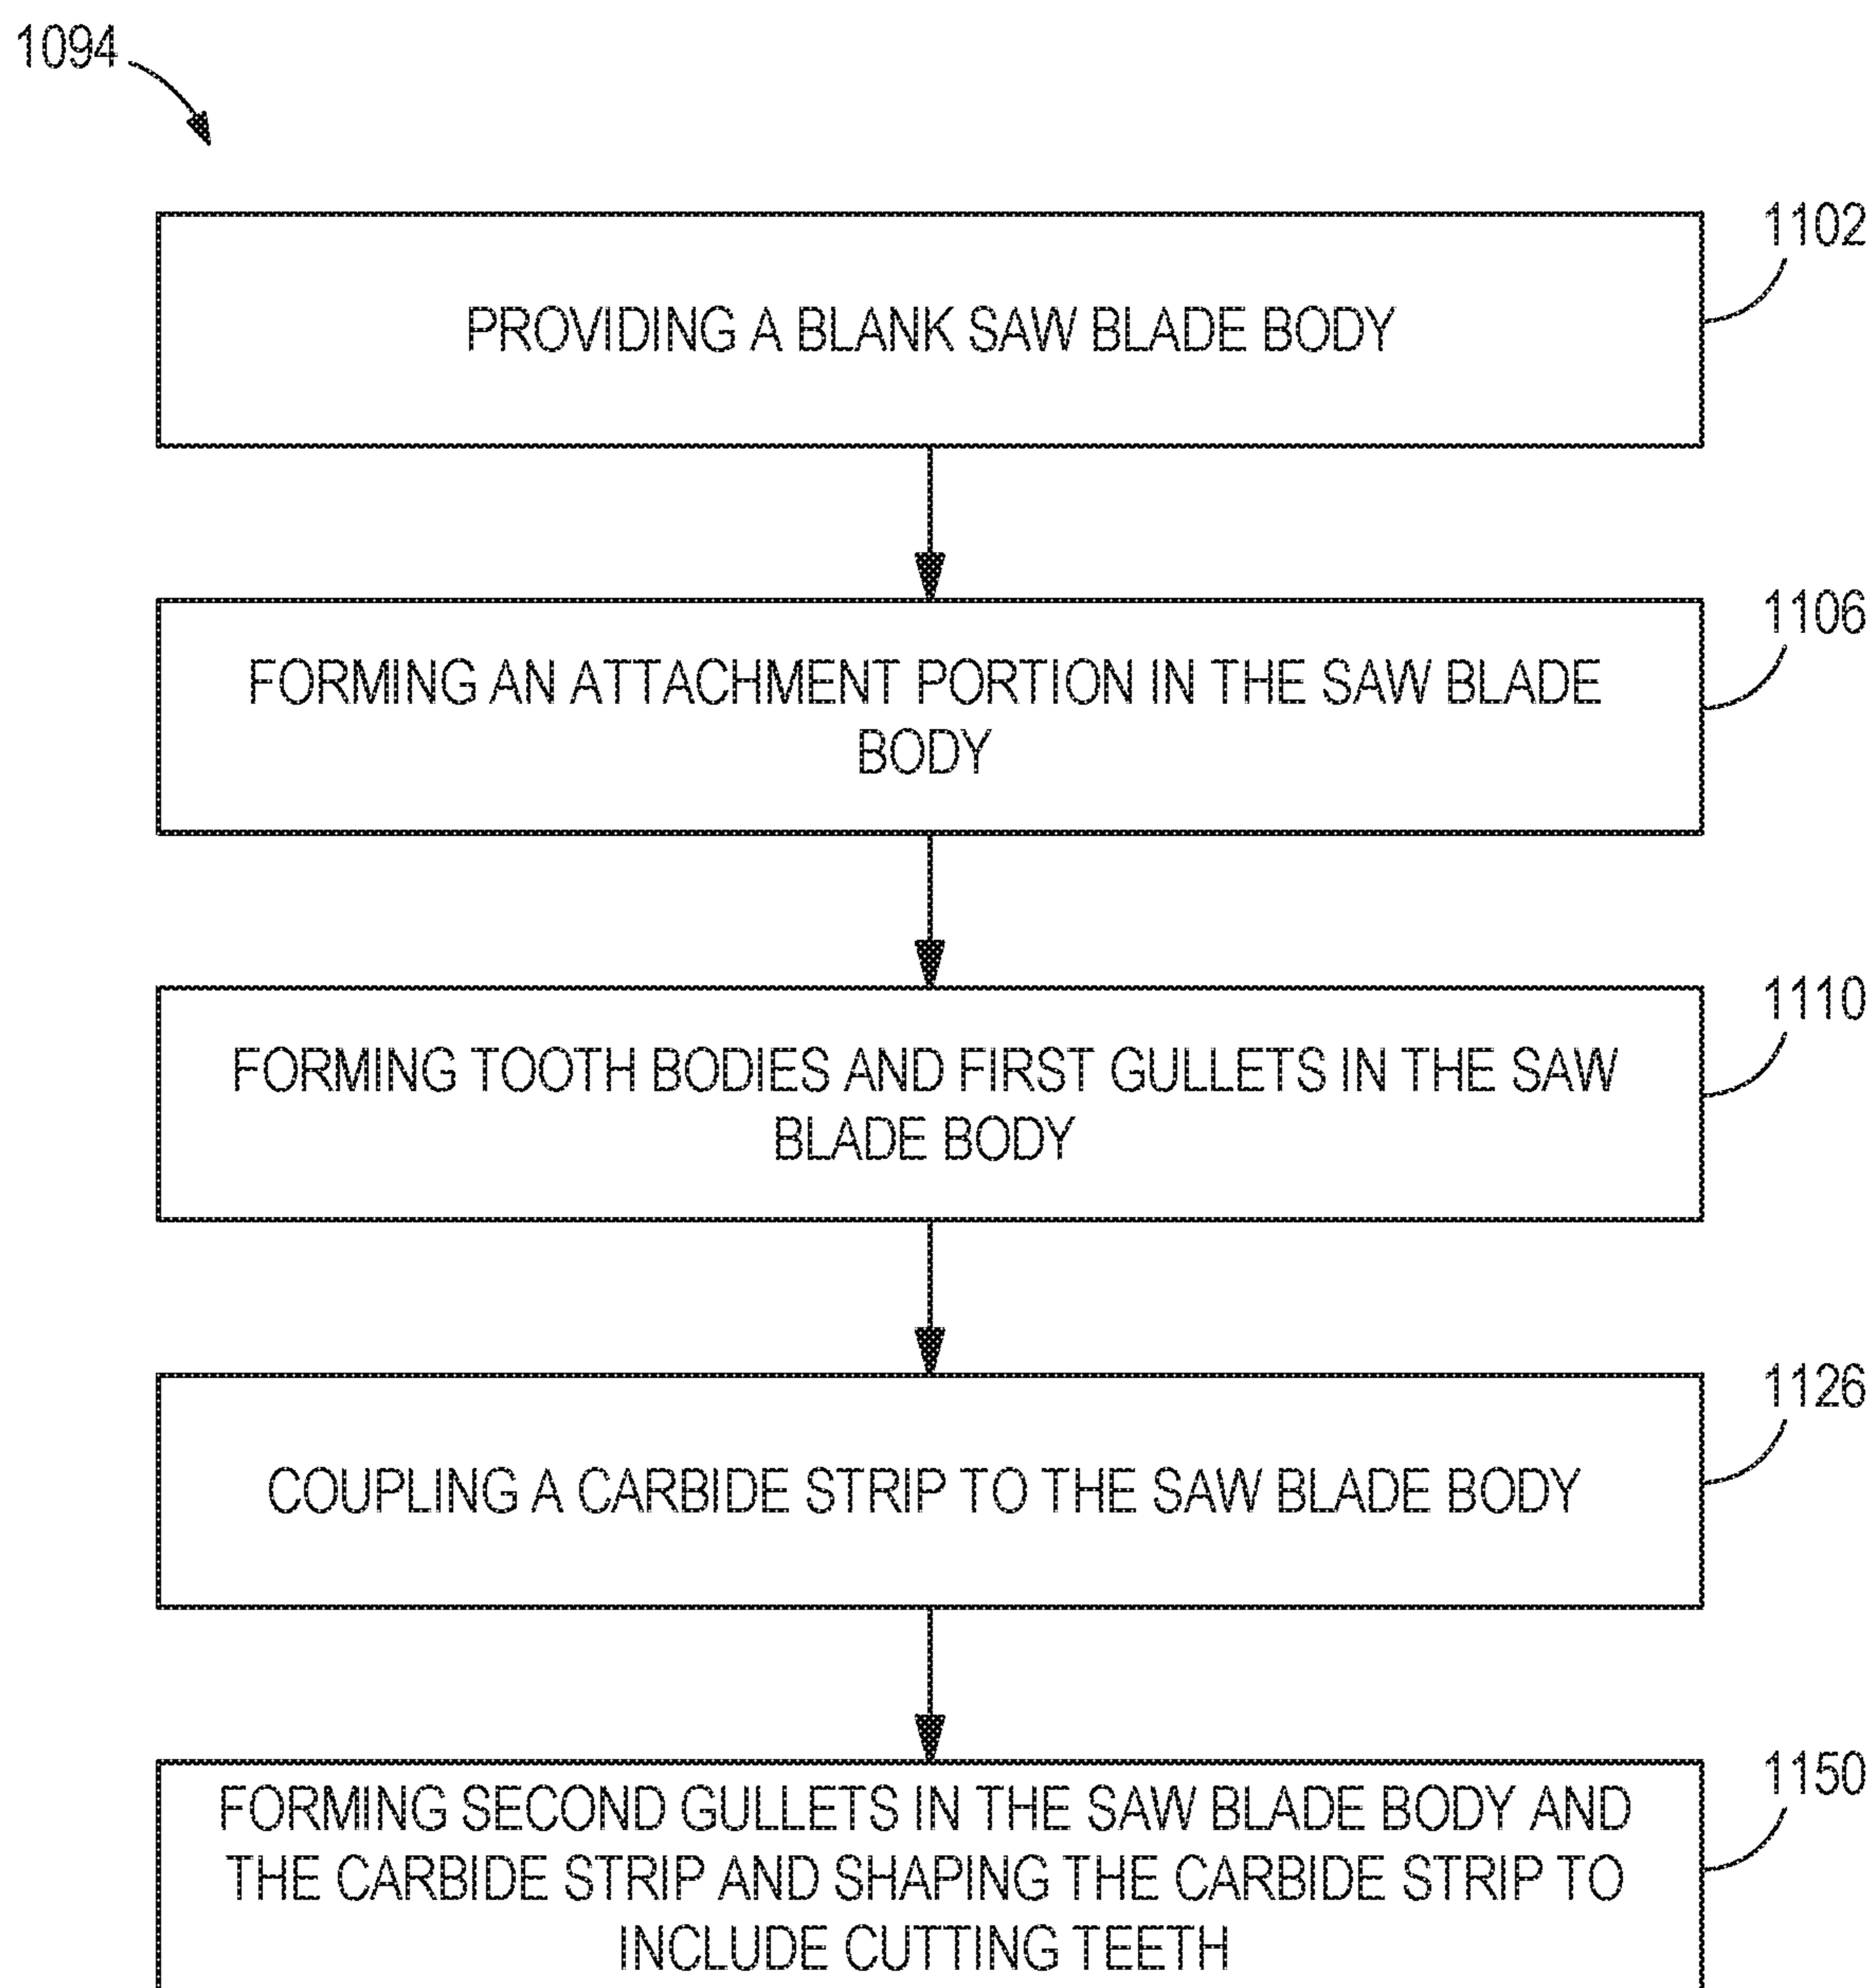 1094
1102
PROVIDING A BLANK SAW BLADE BODY
1106
FORMING AN ATTACHMENT PORTION IN THE SAW BLADE
BODY
1110
FORMING TOOTH BODIES AND FIRST GULLETS IN THE SAW
BLADE BODY
1126
COUPLING A CARBIDE STRIP TO THE SAW BLADE BODY
1150
FORMING SECOND GULLETS IN THE SAW BLADE BODY AND
THE CARBIDE STRIP AND SHAPING THE CARBIDE STRIP TO
INCLUDE CUTTING TEETH